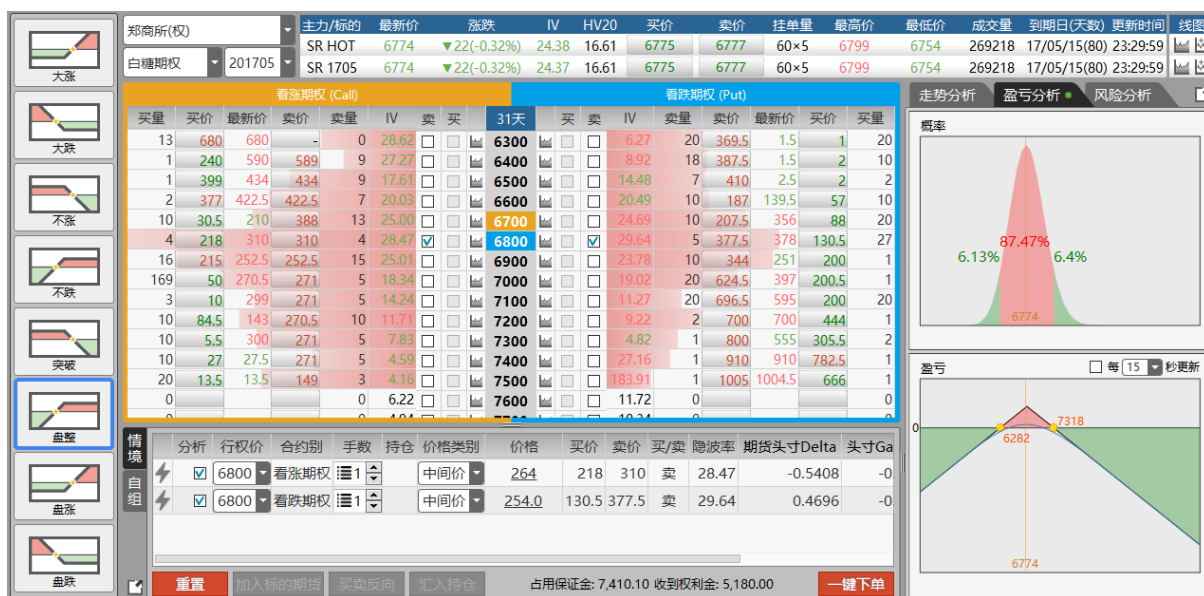 郑商所(权) 主力/标的 最新价 涨跌 IV HV20 买价 卖价 挂单量 最高价 最低价 成交量 到期日(天数) 更新时间 线图
SR HOT 6774 ▼22(-0.32%) 24.38 16.61 6775 6777 60×5 6799 6754 269218 17/05/15(80) 23:29:59
白糖期权 201705 SR 1705 6774 ▼22(-0.32%) 24.37 16.61 6775 6777 60×5 6799 6754 269218 17/05/15(80) 23:29:59
大涨
大跌
不涨
不跌
突破
盘整
盘涨
盘跌
看涨期权 (Call) 看跌期权 (Put)
买量 买价 最新价 卖价 卖量 IV 卖 买 31天 买 卖 IV 卖量 卖价 最新价 买价 买量
13 680 680 - 0 28.62 6300 6.27 20 369.5 1.5 1 20
1 240 590 589 9 27.27 6400 8.92 18 387.5 1.5 2 10
1 399 434 434 9 17.61 6500 14.48 7 410 2.5 2 2
2 377 422.5 422.5 7 20.03 6600 20.49 10 187 139.5 57 10
10 30.5 210 388 13 25.00 6700 24.69 10 207.5 356 88 20
4 218 310 310 4 28.47 6800 29.64 5 377.5 378 130.5 27
16 215 252.5 252.5 15 25.01 6900 23.78 10 344 251 200 1
169 50 270.5 271 5 18.34 7000 19.02 20 624.5 397 200.5 1
3 10 299 271 5 14.24 7100 11.27 20 696.5 595 200 20
10 84.5 143 270.5 10 11.71 7200 9.22 2 700 700 444 1
10 5.5 300 271 5 7.83 7300 4.82 1 800 555 305.5 2
10 27 27.5 271 5 4.59 7400 27.16 1 910 910 782.5 1
20 13.5 13.5 149 3 4.16 7500 183.91 1 1005 1004.5 666 1
0 0 6.22 7600 11.72 0 0
走势分析 盈亏分析 风险分析
概率
87.47%
6.13% 6.4%
6774
盈亏 每 15 秒更新
0
7318
6282
6774
情境
自组
分析 行权价 合约别 手数 持仓 价格类别 价格 买价 卖价 买/卖 隐波率 期货头寸Delta 头寸Ga
6800 看涨期权 1 中间价 264 218 310 卖 28.47 -0.5408 -0.
6800 看跌期权 1 中间价 254.0 130.5 377.5 卖 29.64 0.4696 -0.
重置 加入标的期货 买卖反向 汇入持仓 占用保证金: 7,410.10 收到权利金: 5,180.00 一键下单